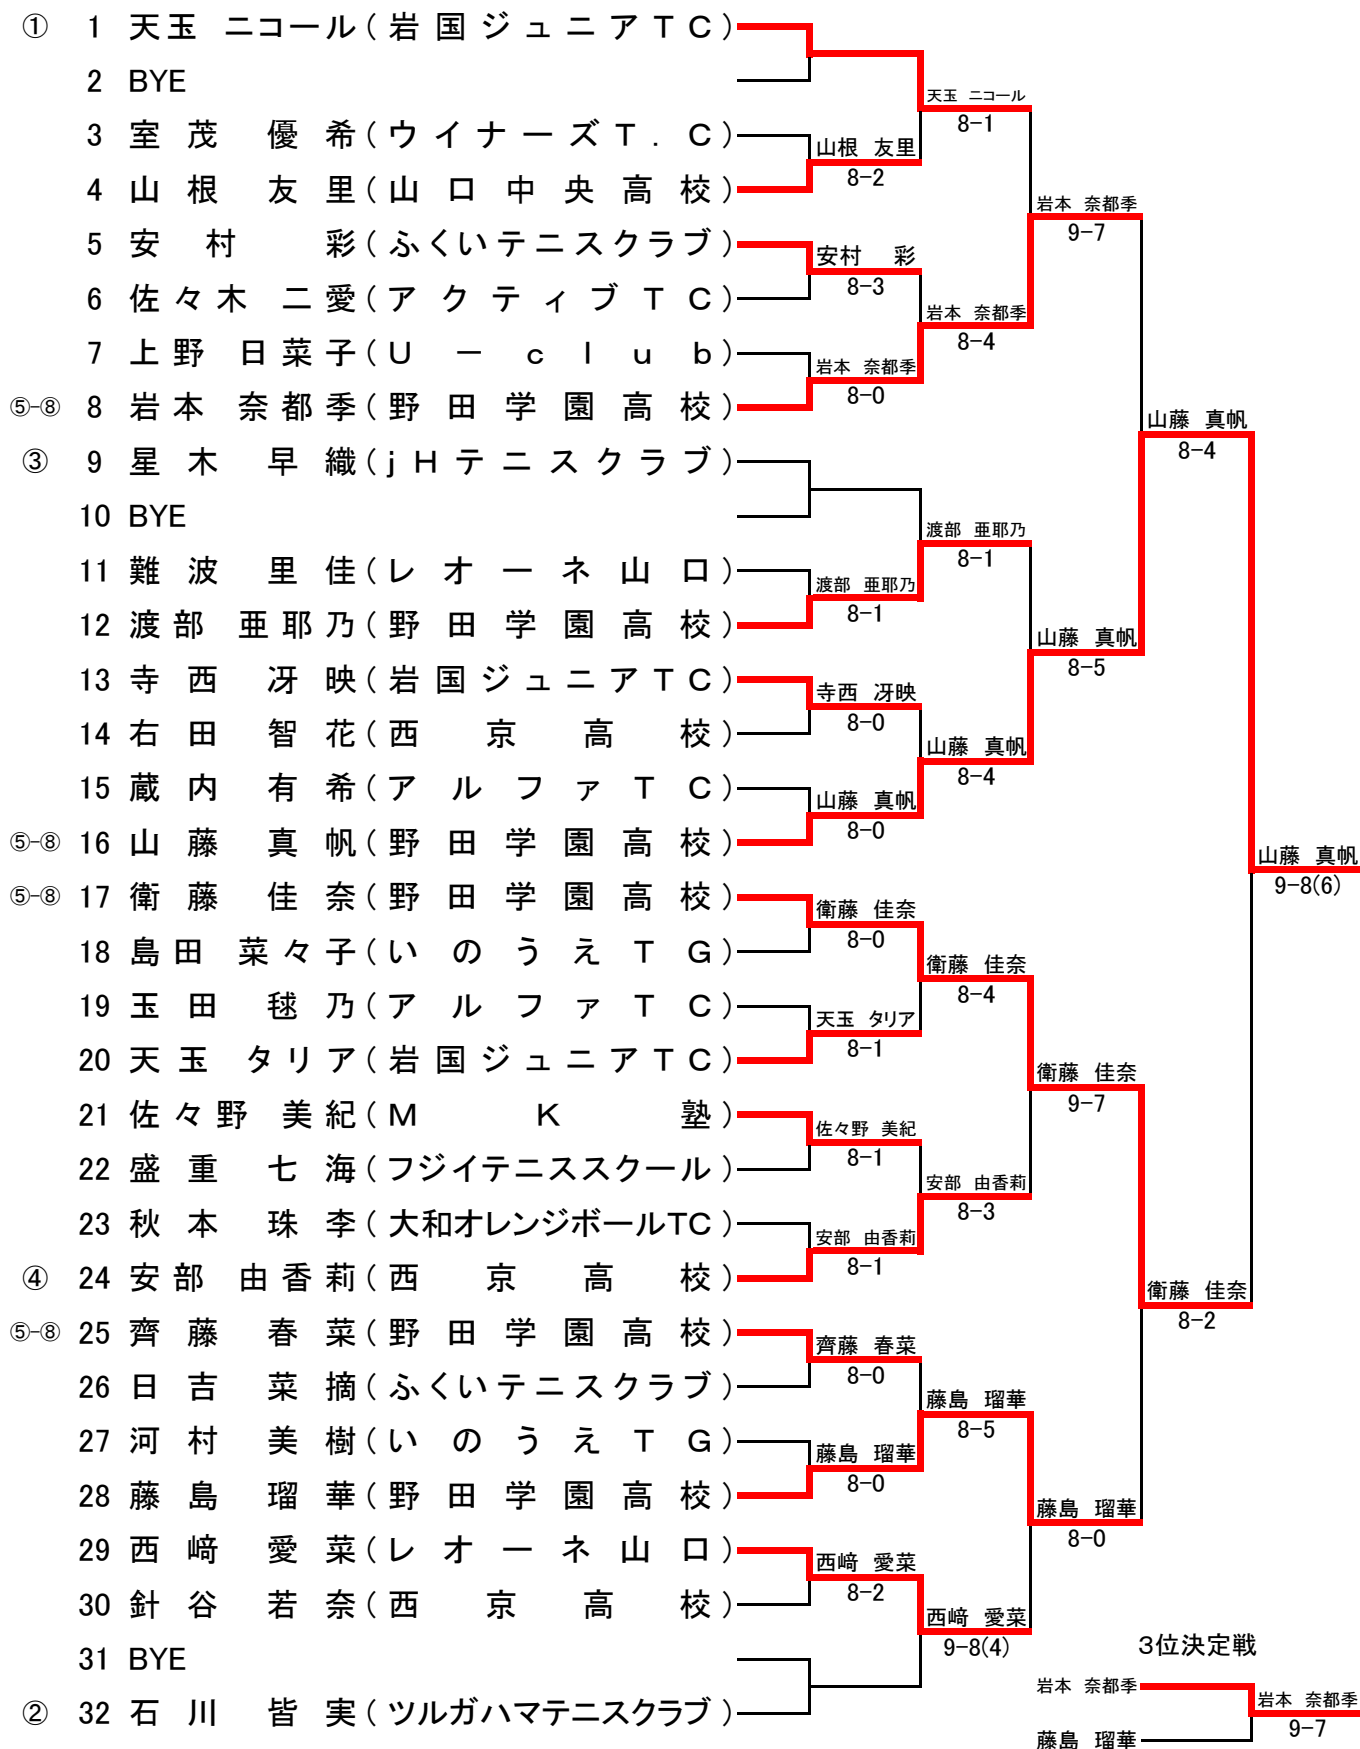 ① 1 天玉 ニコール(岩国ジュニアTC)
2 BYE
天玉 ニコール
8-1
3 室茂 優希(ウイナーズT.C)
山根 友里
8-2
4 山根 友里(山口中央高校)
岩本 奈都季
9-7
5 安村 彩(ふくいテニスクラブ)
安村 彩
8-3
6 佐々木 二愛(アクティブTC)
岩本 奈都季
8-4
7 上野 日菜子(U-club)
岩本 奈都季
8-0
⑤-⑧ 8 岩本 奈都季(野田学園高校)
山藤 真帆
8-4
③ 9 星木 早織(jHテニスクラブ)
10 BYE
渡部 亜耶乃
8-1
11 難波 里佳(レオーネ山口)
渡部 亜耶乃
8-1
12 渡部 亜耶乃(野田学園高校)
山藤 真帆
8-5
13 寺西 冴映(岩国ジュニアTC)
寺西 冴映
8-0
14 右田 智花(西京高校)
山藤 真帆
8-4
15 蔵内 有希(アルファTC)
山藤 真帆
8-0
⑤-⑧ 16 山藤 真帆(野田学園高校)
山藤 真帆
9-8(6)
⑤-⑧ 17 衛藤 佳奈(野田学園高校)
衛藤 佳奈
8-0
18 島田 菜々子(いのうえTG)
衛藤 佳奈
8-4
19 玉田 毬乃(アルファTC)
天玉 タリア
8-1
20 天玉 タリア(岩国ジュニアTC)
衛藤 佳奈
9-7
21 佐々野 美紀(MK塾)
佐々野 美紀
8-1
22 盛重 七海(フジイテニススクール)
安部 由香莉
8-3
23 秋本 珠李(大和オレンジボールTC)
安部 由香莉
8-1
④ 24 安部 由香莉(西京高校)
衛藤 佳奈
8-2
⑤-⑧ 25 齊藤 春菜(野田学園高校)
齊藤 春菜
8-0
26 日吉 菜摘(ふくいテニスクラブ)
藤島 瑠華
8-5
27 河村 美樹(いのうえTG)
藤島 瑠華
8-0
28 藤島 瑠華(野田学園高校)
藤島 瑠華
8-0
29 西﨑 愛菜(レオーネ山口)
西﨑 愛菜
8-2
30 針谷 若奈(西京高校)
西﨑 愛菜
9-8(4)
31 BYE
② 32 石川 皆実(ツルガハマテニスクラブ)
3位決定戦
岩本 奈都季
岩本 奈都季
9-7
藤島 瑠華